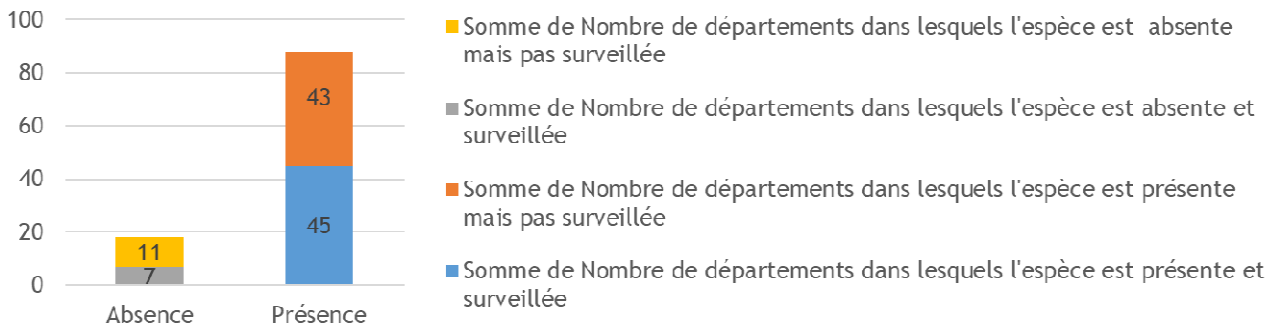 100
80
60
40
20
0
11
7
43
45
Absence
Présence
Somme de Nombre de départements dans lesquels l'espèce est absente
mais pas surveillée
Somme de Nombre de départements dans lesquels l'espèce est absente et
surveillée
Somme de Nombre de départements dans lesquels l'espèce est présente
mais pas surveillée
Somme de Nombre de départements dans lesquels l'espèce est présente et
surveillée